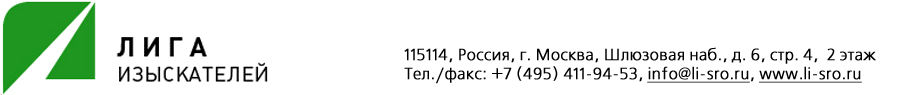 ЛИГА
ИЗЫСКАТЕЛЕЙ
115114, Россия, г. Москва, Шлюзовая наб., д. 6, стр. 4, 2 этаж
Тел./факс: +7 (495) 411-94-53, info@li-sro.ru, www.li-sro.ru